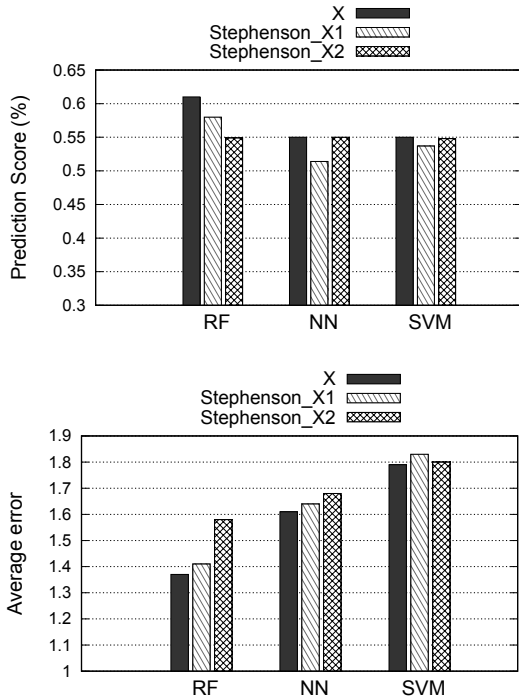 X
Stephenson_X1
Stephenson_X2
0.65
0.6
0.55
0.5
0.45
0.4
0.35
0.3
Prediction Score (%)
RF NN SVM
X
Stephenson_X1
Stephenson_X2
1.9
1.8
1.7
1.6
1.5
1.4
1.3
1.2
1.1
1
Average error
RF NN SVM